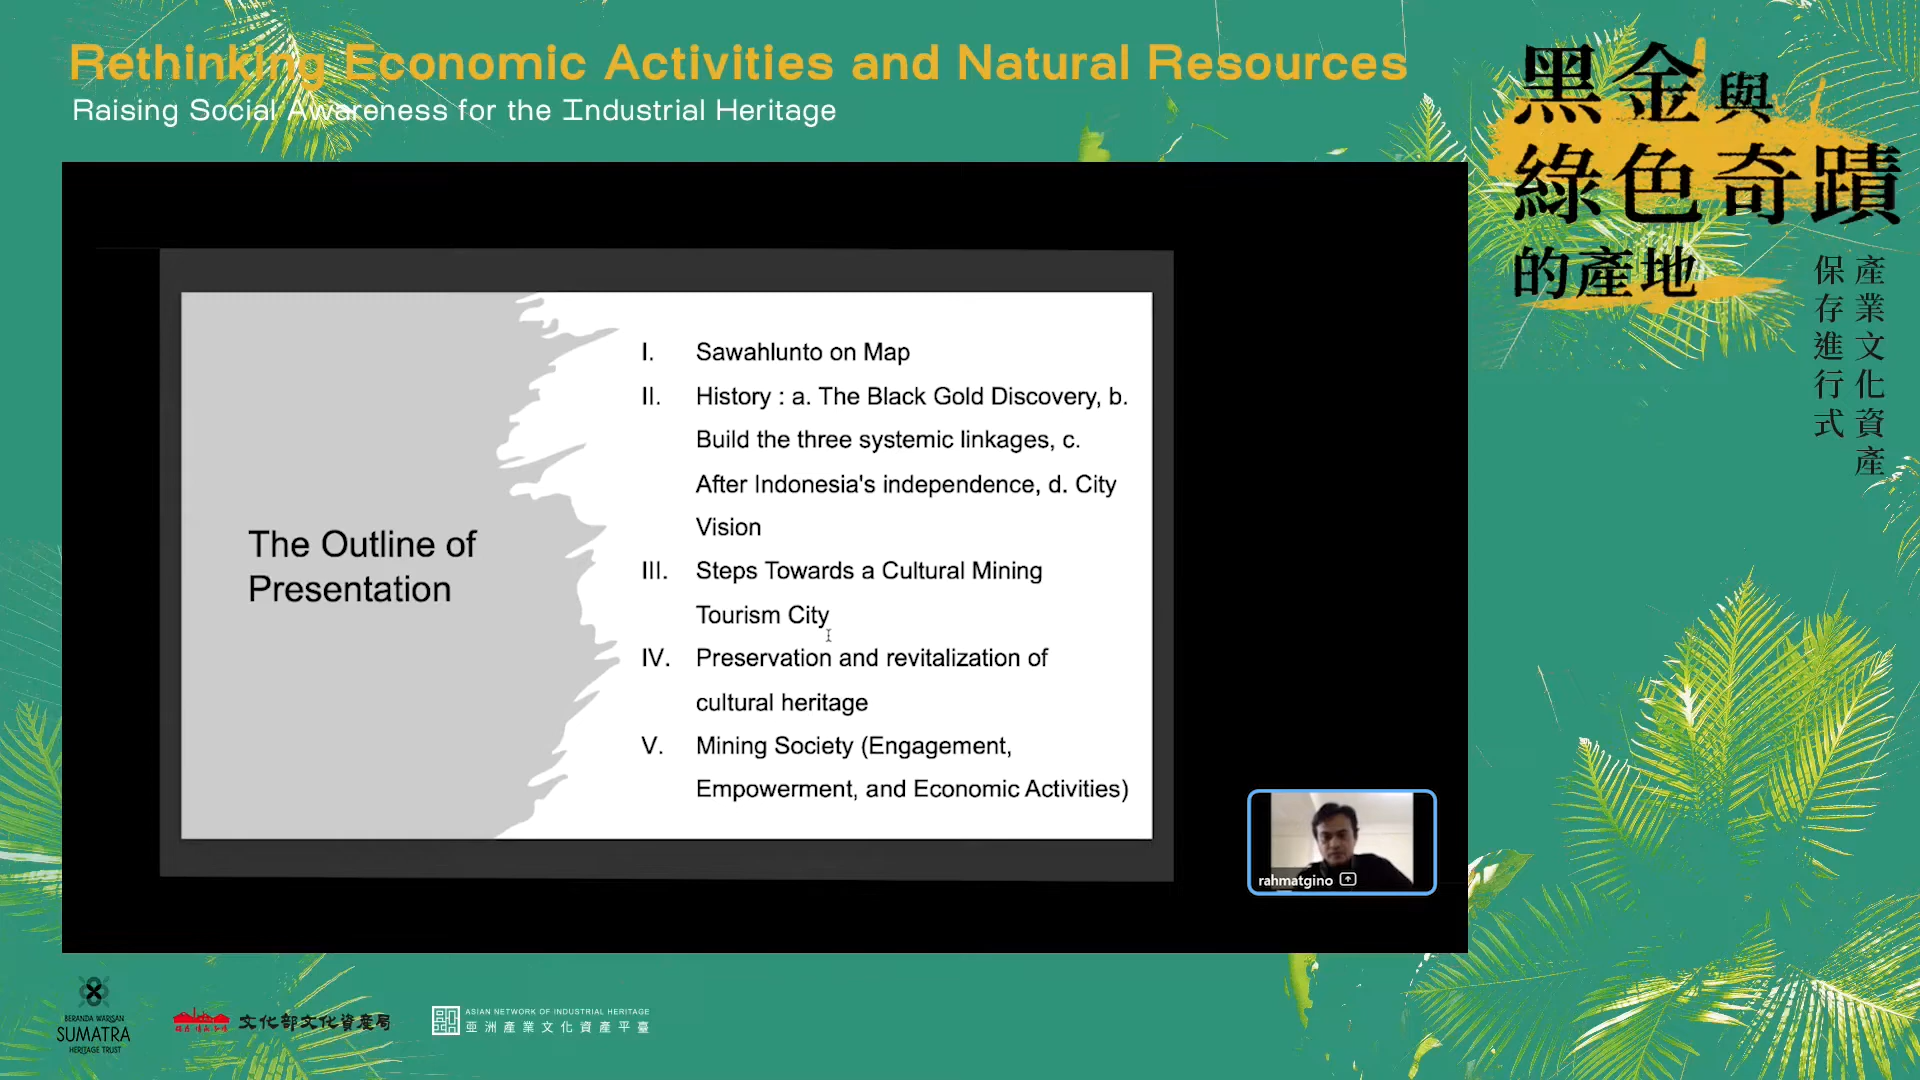 Rethinking Economic Activities and Natural Resources
Raising Social Awareness for the Industrial Heritage
黑金與
綠色奇蹟
的產地
產業文化資產
保存進行式
The Outline of
Presentation
I. Sawahlunto on Map
II. History : a. The Black Gold Discovery, b.
Build the three systemic linkages, c.
After Indonesia's independence, d. City
Vision
III. Steps Towards a Cultural Mining
Tourism City
IV. Preservation and revitalization of
cultural heritage
V. Mining Society (Engagement,
Empowerment, and Economic Activities)
rahmatgino
BERANDA WARISAN
SUMATRA
HERITAGE TRUST
文化部文化資產局
ASIAN NETWORK OF INDUSTRIAL HERITAGE
亞洲產業文化資產平臺